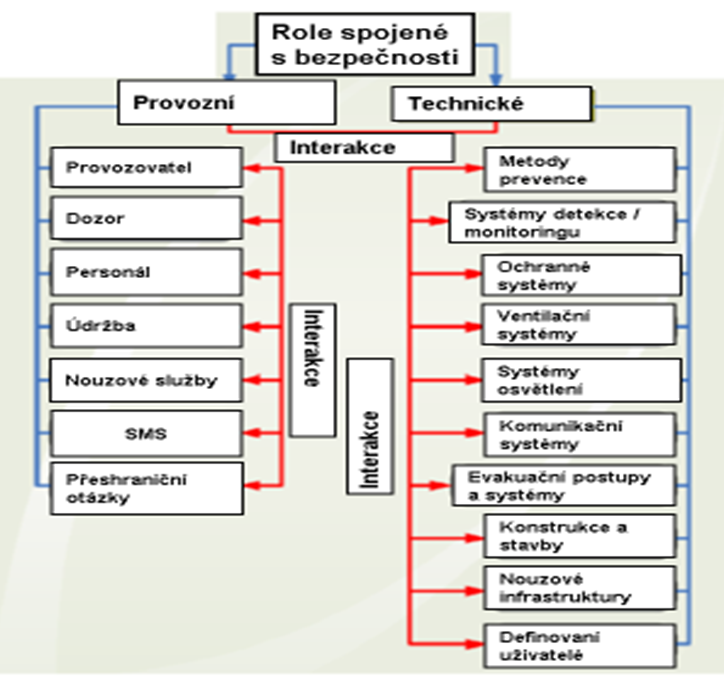 Role spojené
s bezpečnosti
Provozní
Technické
Interakce
Provozovatel
Dozor
Personál
Údržba
Nouzové služby
SMS
Přeshraniční
otázky
Interakce
Interakce
Metody
prevence
Systémy detekce /
monitoringu
Ochranné
systémy
Ventilační
systémy
Systémy
osvětlení
Komunikační
systémy
Evakuační postupy
a systémy
Konstrukce a
stavby
Nouzové
infrastruktury
Definovaní
uživatelé